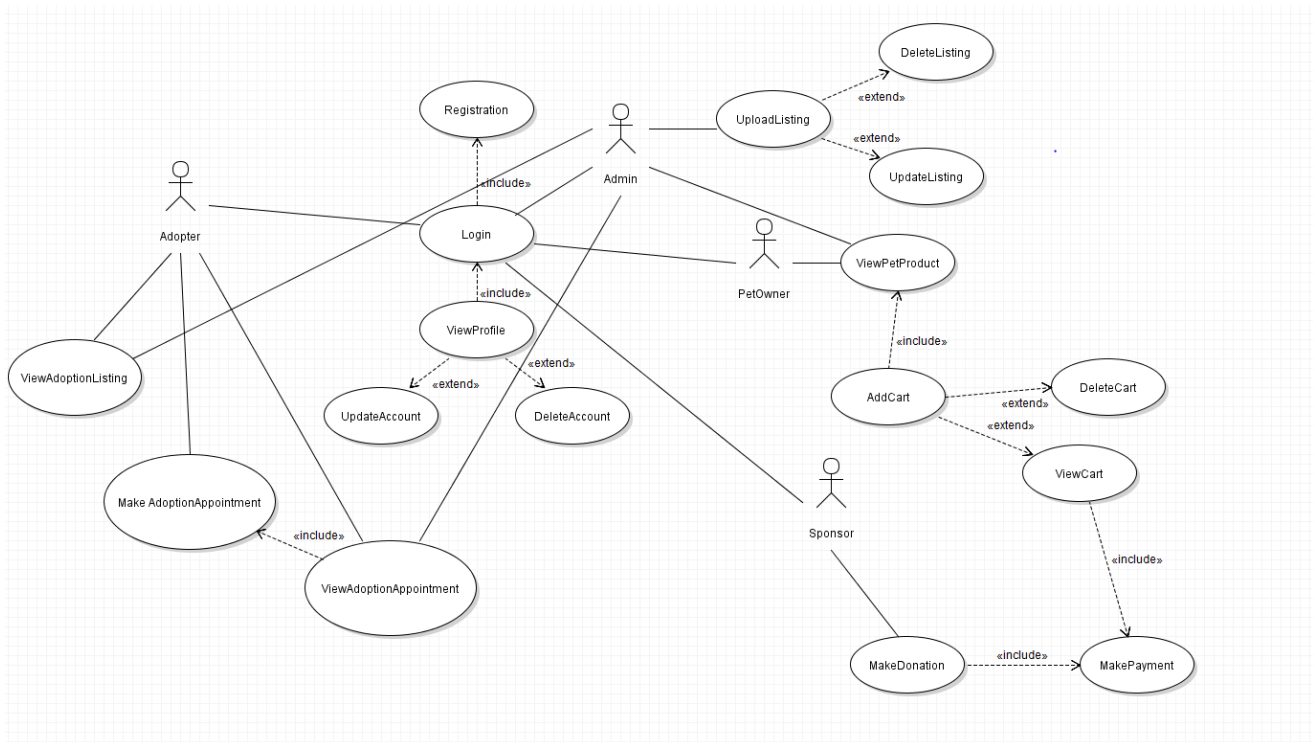 DeleteListing
«extend»
Registration
UploadListing
«extend»
Admin
UpdateListing
«include»
Adopter
Login
ViewPetProduct
PetOwner
«include»
ViewProfile
«include»
«extend»
ViewAdoptionListing
«extend»
UpdateAccount
DeleteAccount
AddCart
DeleteCart
«extend»
«extend»
ViewCart
Make AdoptionAppointment
«include»
Sponsor
«include»
ViewAdoptionAppointment
«include»
MakeDonation
MakePayment